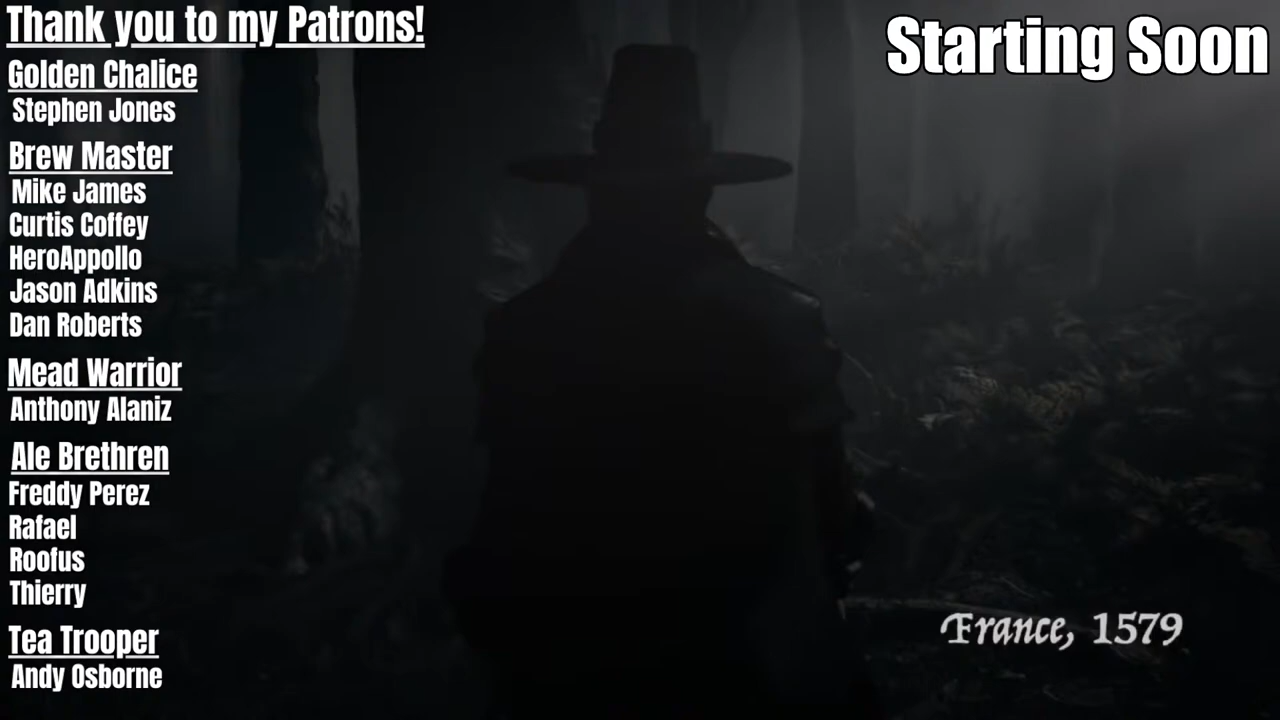 Thank you to my Patrons!
Golden Chalice
Stephen Jones
Brew Master
Mike James
Curtis Coffey
HeroAppollo
Jason Adkins
Dan Roberts
Mead Warrior
Anthony Alaniz
Ale Brethren
Freddy Perez
Rafael
Roofus
Thierry
Tea Trooper
Andy Osborne
Starting Soon
France, 1579